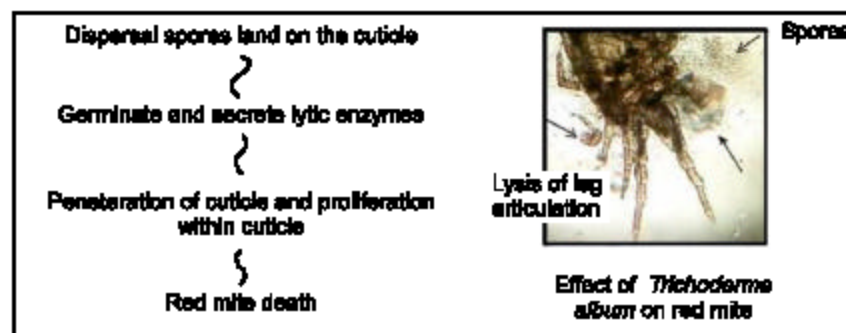 Dispersal spores land on the cuticle
Germinate and secrete lytic enzymes
Peneteration of cuticle and proliferation
within cuticle
Red mite death
Spores
Lysis of leg
articulation
Effect of Trichoderma
album on red mite